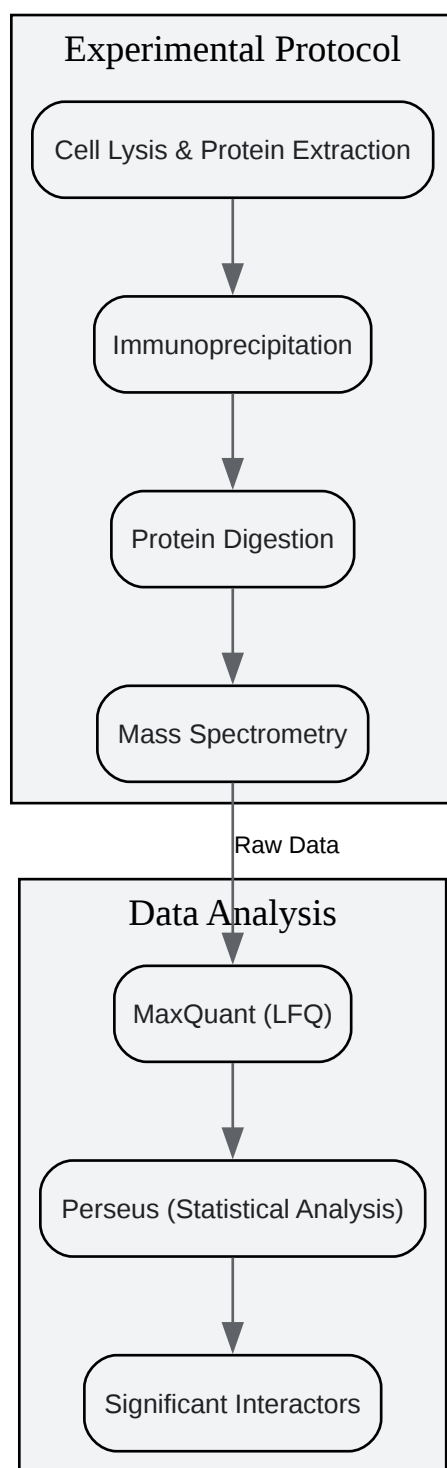 Experimental Protocol
Cell Lysis & Protein Extraction
Immunoprecipitation
Protein Digestion
Mass Spectrometry
Raw Data
Data Analysis
MaxQuant (LFQ)
Perseus (Statistical Analysis)
Significant Interactors